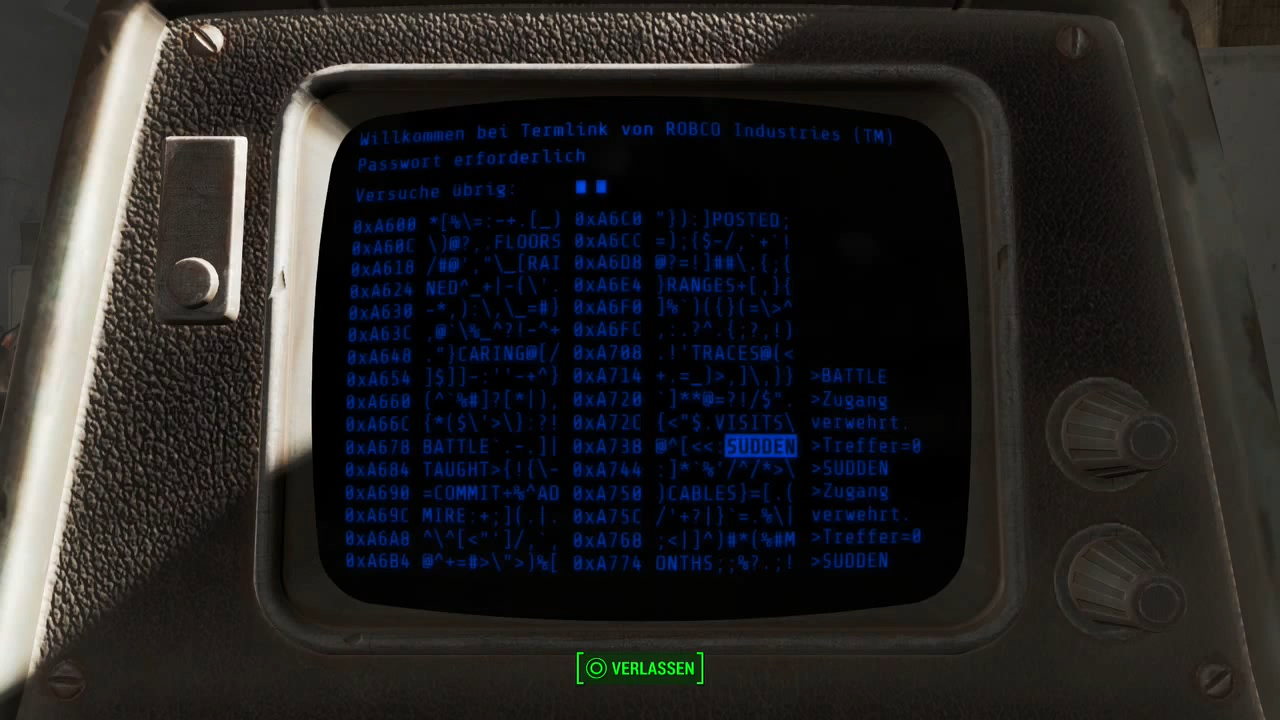 Willkommen bei Termlink von ROBCO Industries (TM)
Passwort erforderlich
Versuche übrig:
0xA600 *[%\=:-+.[_) 0xA6C0 "}):]POSTED;
0xA60C \)@?,.FLOORS 0xA6CC =);{$-/,`+'!
0xA618 /#@',"\_[RAI 0xA6D8 @?=!]##\.{;{
0xA624 NED^_+|-(\'. 0xA6E4 }RANGES+[,}{
0xA630 -*,):\,\_=#} 0xA6F0 ]%`)({}(=\>^
0xA63C ,@'\%_^?!-^+ 0xA6FC ,:.?^.{;?,!)
0xA648 ."}CARING@[/ 0xA708 .!'TRACES@(<
0xA654 ]$]]-:''-+^} 0xA714 +.=_)>,]\,}}
0xA660 (^`%#]?[*|), 0xA720 `]**@=?!/$",
0xA66C {*($\'>\}:?! 0xA72C {<"$.VISITS\
0xA678 BATTLE`.-.]| 0xA738 @^[<<:SUDDEN
0xA684 TAUGHT>{!{\- 0xA744 :]*`%'/^/*>\
0xA690 =COMMIT+%^AD 0xA750 )CABLES}=[.(
0xA69C MIRE:+;](.|. 0xA75C /'+?|}`=.%\|
0xA6A8 ^\^[<"']/,`, 0xA768 ;<|]^)#*(%#M
0xA6B4 @^+=#>\">)%[ 0xA774 ONTHS;;%?.;!
>BATTLE
>Zugang
verwehrt.
>Treffer=0
>SUDDEN
>Zugang
verwehrt.
>Treffer=0
>SUDDEN
VERLASSEN